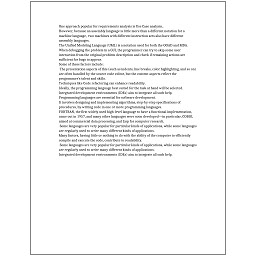 One approach popular for requirements analysis is Use Case analysis.
However, because an assembly language is little more than a different notation for
a machine language, two machines with different instruction sets also have different
assembly languages.
The Unified Modeling Language (UML) is a notation used for both the OOAD and MDA.
When debugging the problem in a GUI, the programmer can try to skip some user
interaction from the original problem description and check if remaining actions are
sufficient for bugs to appear.
Some of these factors include:
The presentation aspects of this (such as indents, line breaks, color highlighting, and so on)
are often handled by the source code editor, but the content aspects reflect the
programmer's talent and skills.
Techniques like Code refactoring can enhance readability.
Ideally, the programming language best suited for the task at hand will be selected.
Integrated development environments (IDEs) aim to integrate all such help.
Programming languages are essential for software development.
It involves designing and implementing algorithms, step-by-step specifications of
procedures, by writing code in one or more programming languages.
FORTRAN, the first widely used high-level language to have a functional implementation,
came out in 1957, and many other languages were soon developed—in particular, COBOL
aimed at commercial data processing, and Lisp for computer research.
Some languages are very popular for particular kinds of applications, while some languages
are regularly used to write many different kinds of applications.
Many factors, having little or nothing to do with the ability of the computer to efficiently
compile and execute the code, contribute to readability.
Some languages are very popular for particular kinds of applications, while some languages
are regularly used to write many different kinds of applications.
Integrated development environments (IDEs) aim to integrate all such help.